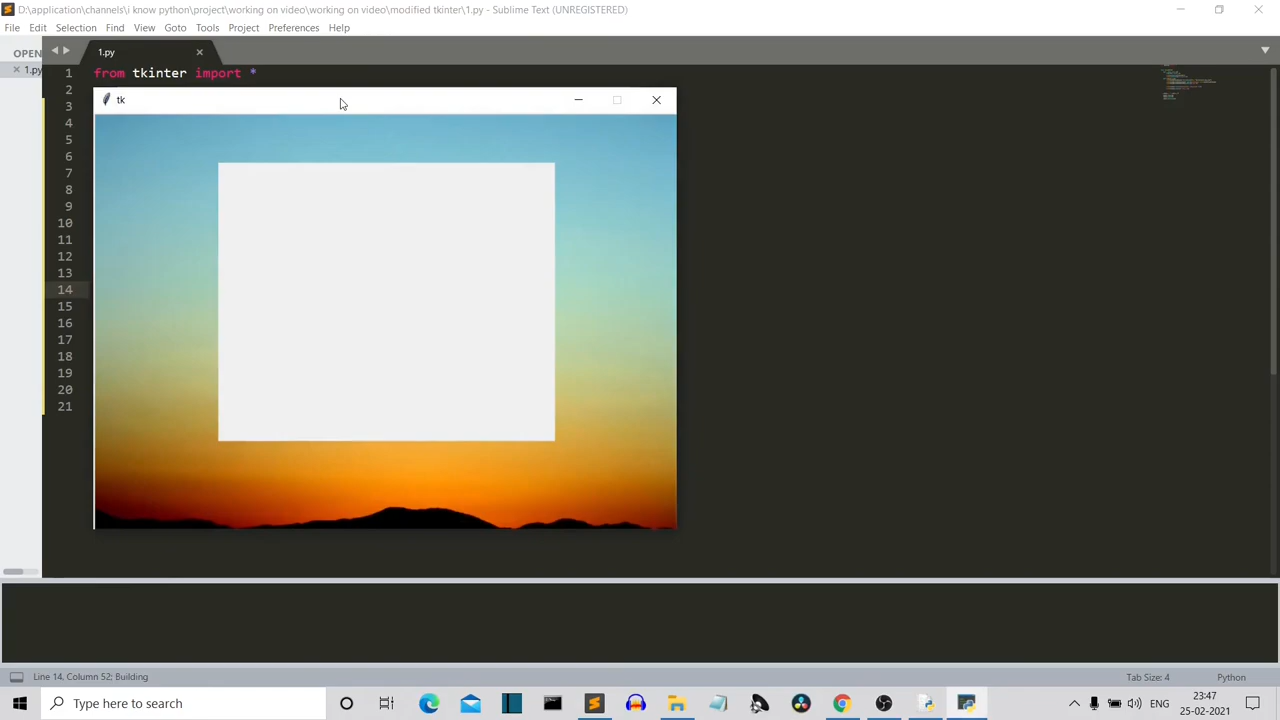 D:\application\channels\i know python\project\working on video\working on video\modified tkinter\1.py - Sublime Text (UNREGISTERED)
File Edit Selection Find View Goto Tools Project Preferences Help
OPEN
1.py
1.py
1 from tkinter import *
2
tk
3
4
5
6
7
8
9
10
11
12
13
14
15
16
17
18
19
20
21
Line 14, Column 52; Building
Tab Size: 4
Python
Type here to search
ENG
23:47
25-02-2021